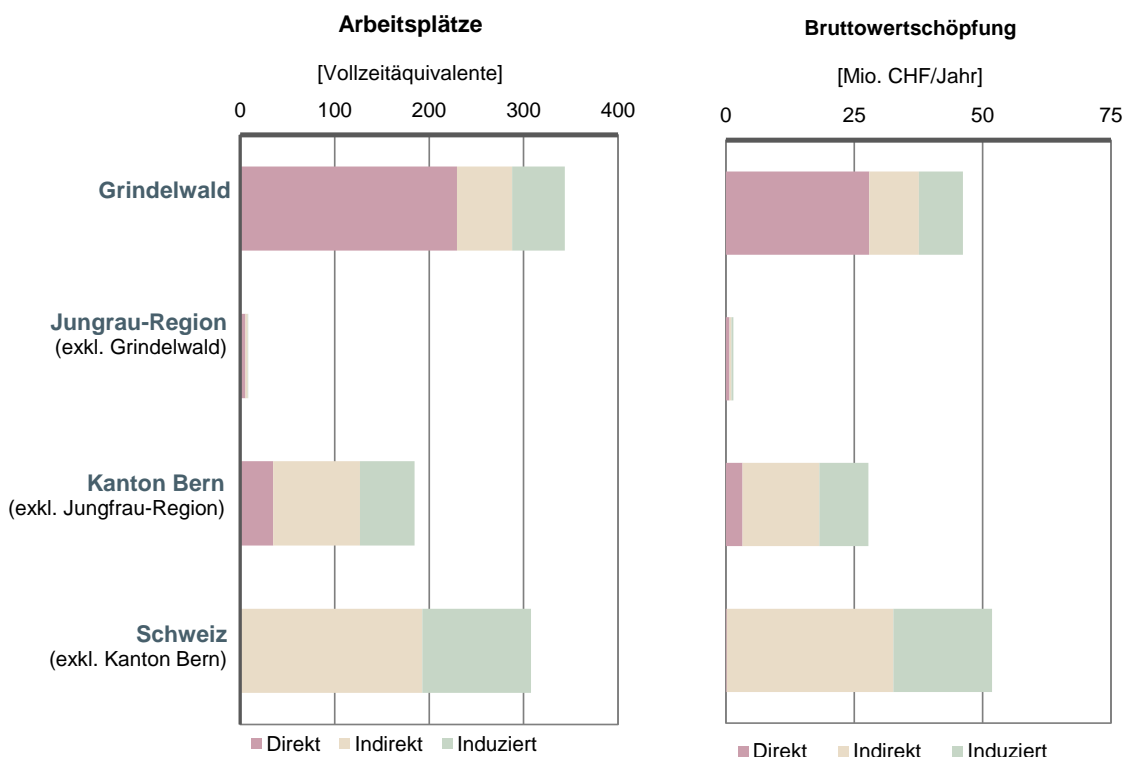 Arbeitsplätze
[Vollzeitäquivalente]
0 100 200 300 400
Bruttowertschöpfung
[Mio. CHF/Jahr]
0 25 50 75
Grindelwald
Jungrau-Region
(exkl. Grindelwald)
Kanton Bern
(exkl. Jungfrau-Region)
Schweiz
(exkl. Kanton Bern)
Direkt Indirekt Induziert
Direkt Indirekt Induziert